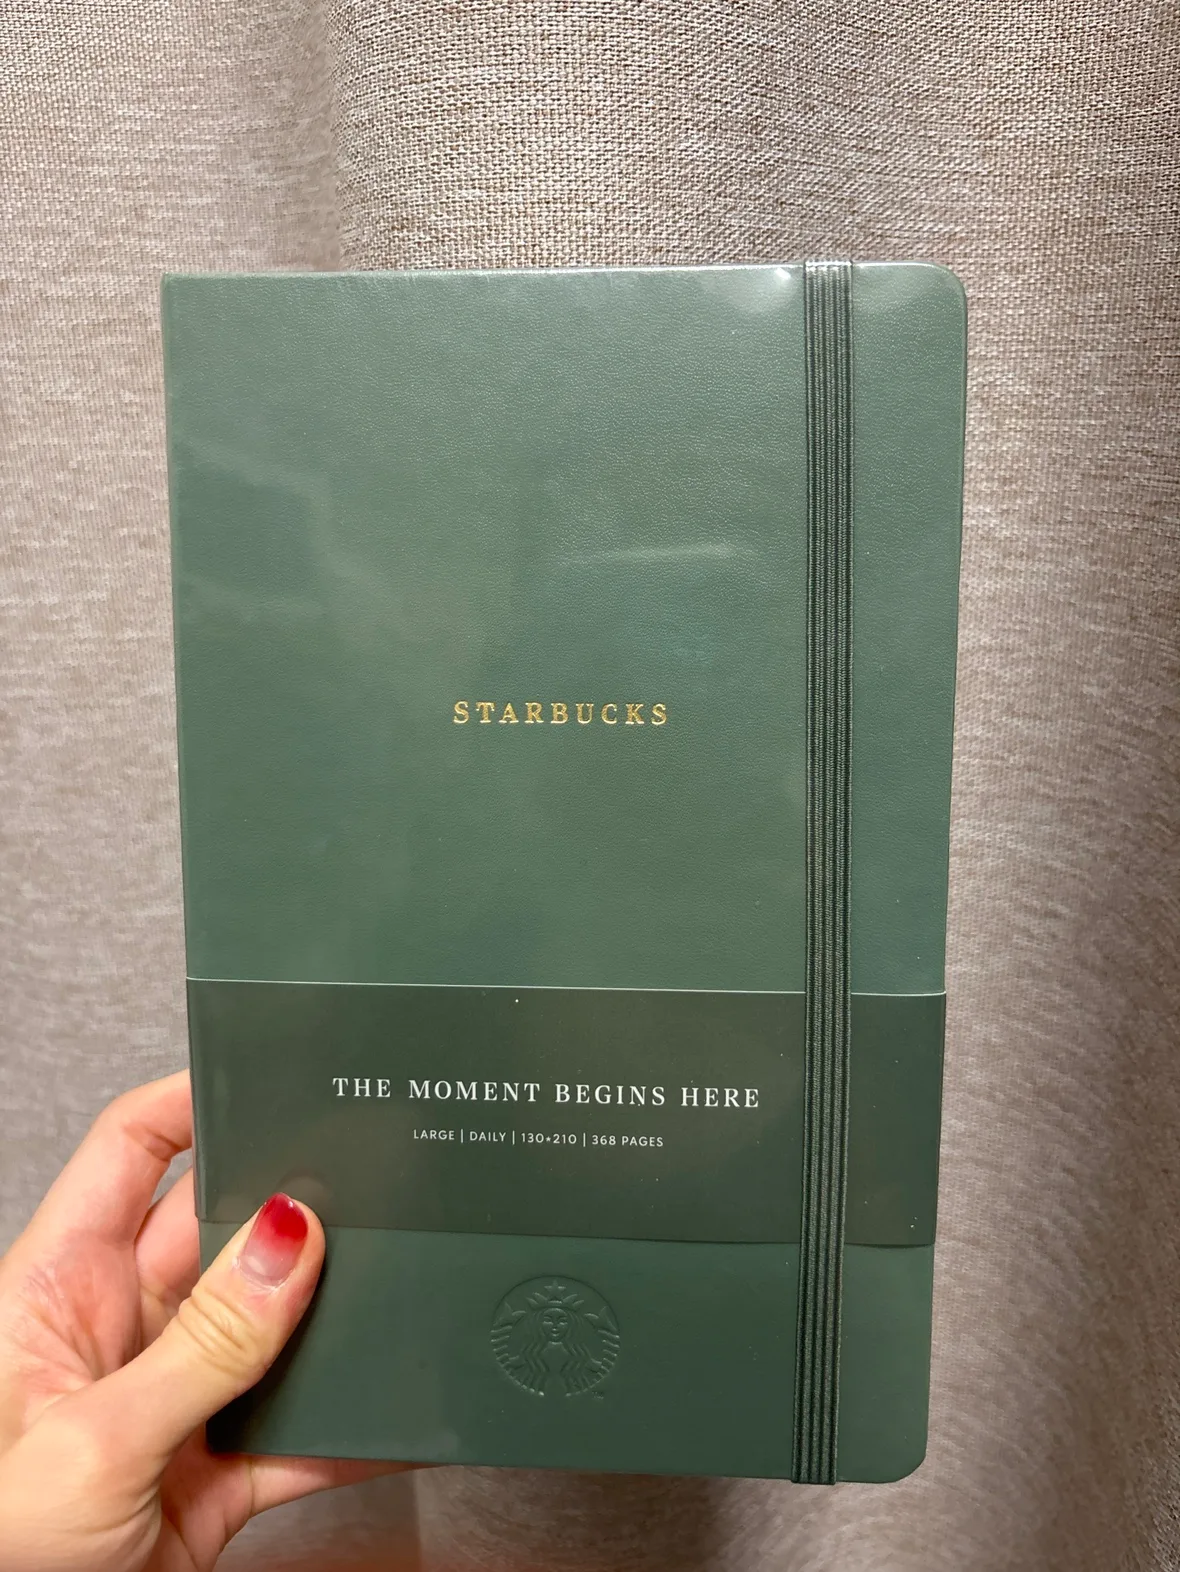 STARBUCKS
THE MOMENT BEGINS HERE
LARGE | DAILY | 130*210 | 368 PAGES